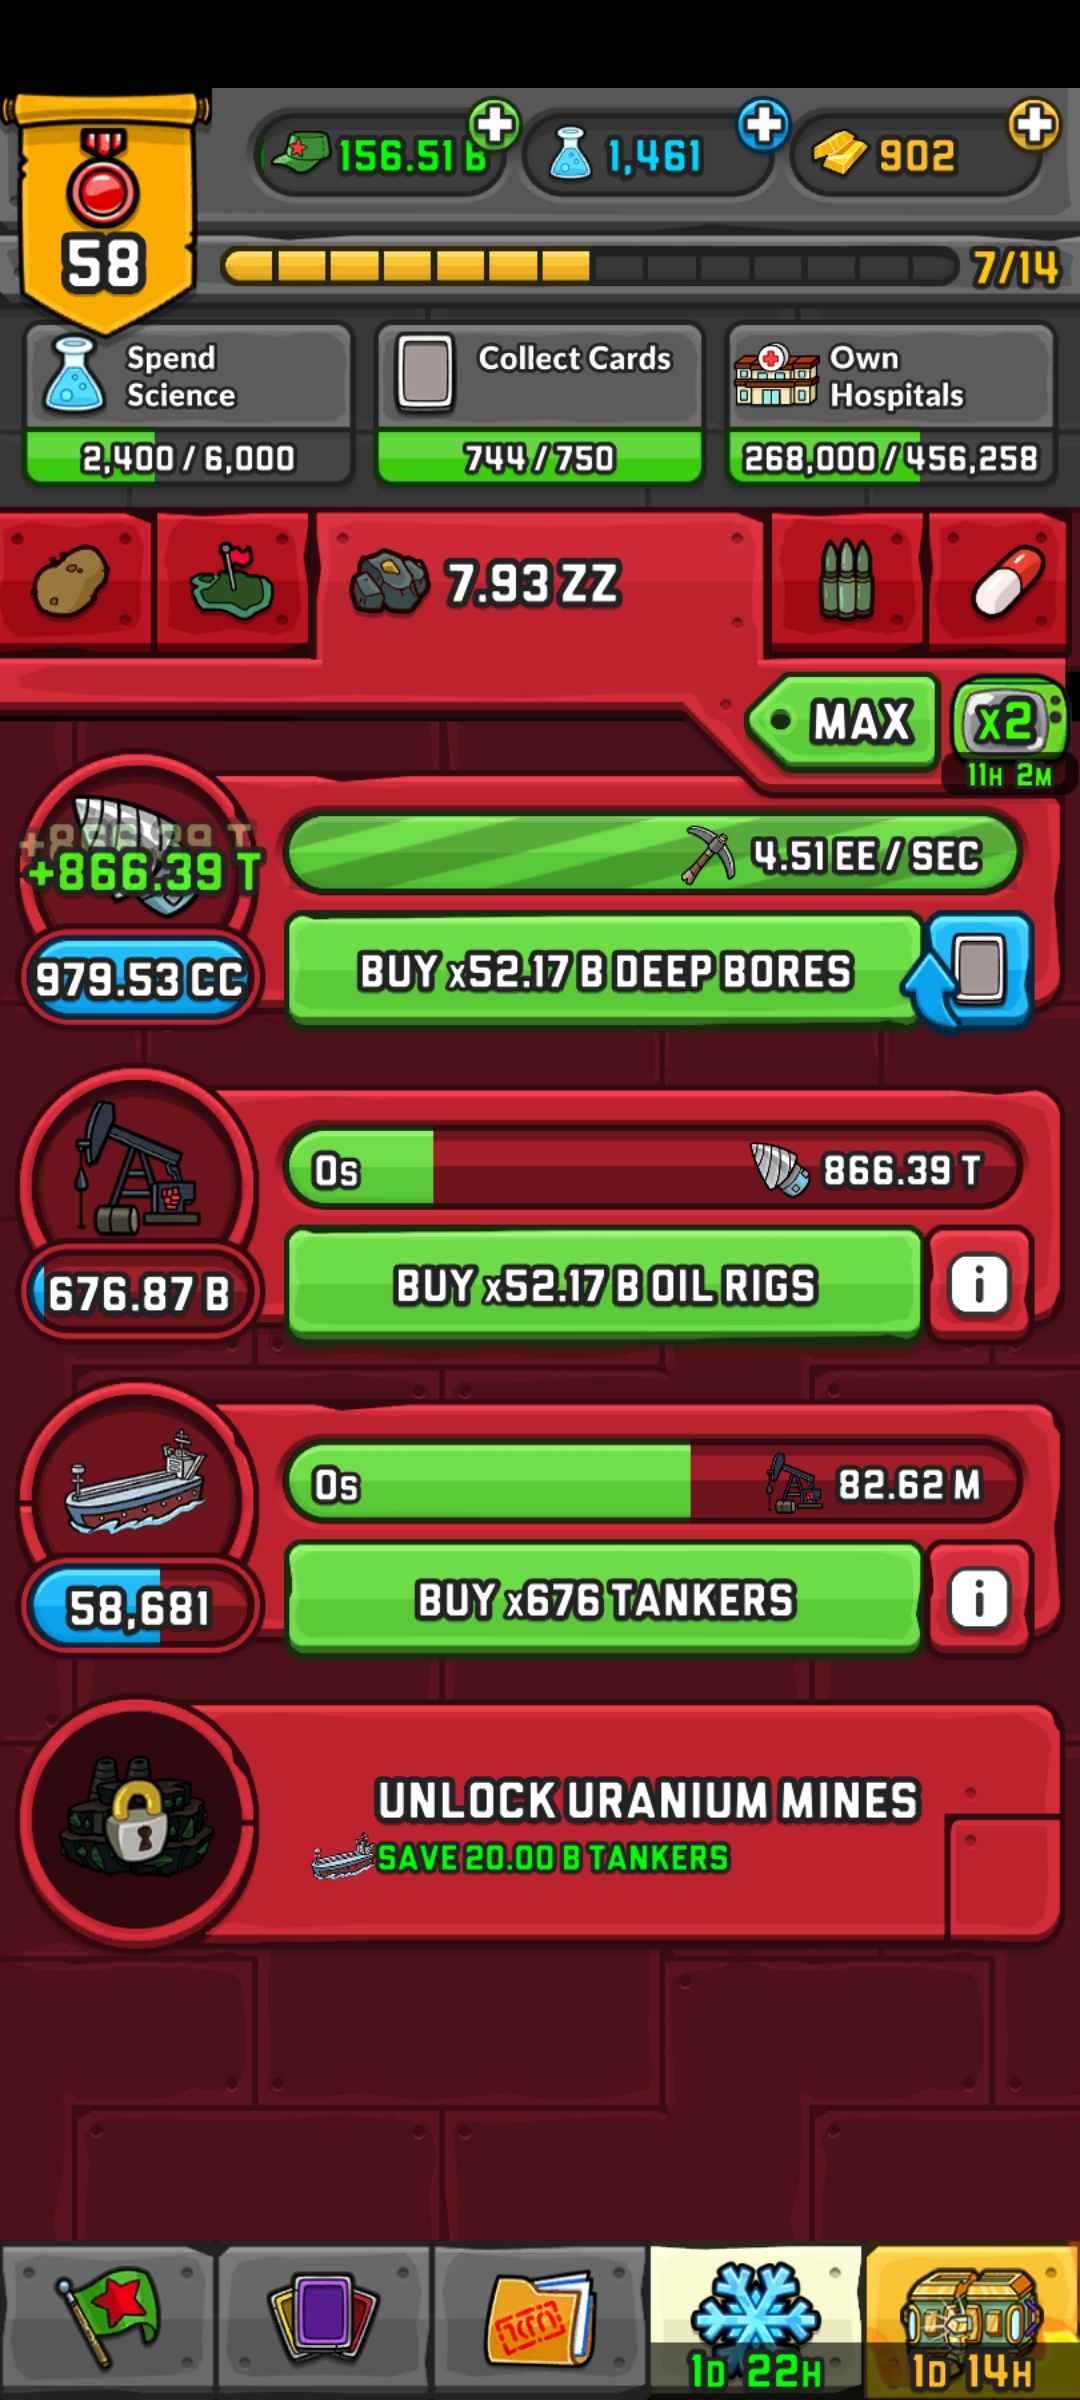 58
156.51 B
1,461
902
7/14
Spend
Science
2,400 / 6,000
Collect Cards
744 / 750
Own
Hospitals
268,000 / 456,258
7.93 ZZ
MAX
x2
11H 2M
+866.39 T
+866.39 T
4.51 EE / SEC
979.53 CC
BUY x52.17 B DEEP BORES
0s
866.39 T
676.87 B
BUY x52.17 B OIL RIGS
i
0s
82.62 M
58,681
BUY x676 TANKERS
i
UNLOCK URANIUM MINES
SAVE 20.00 B TANKERS
1D 22H
1D 14H